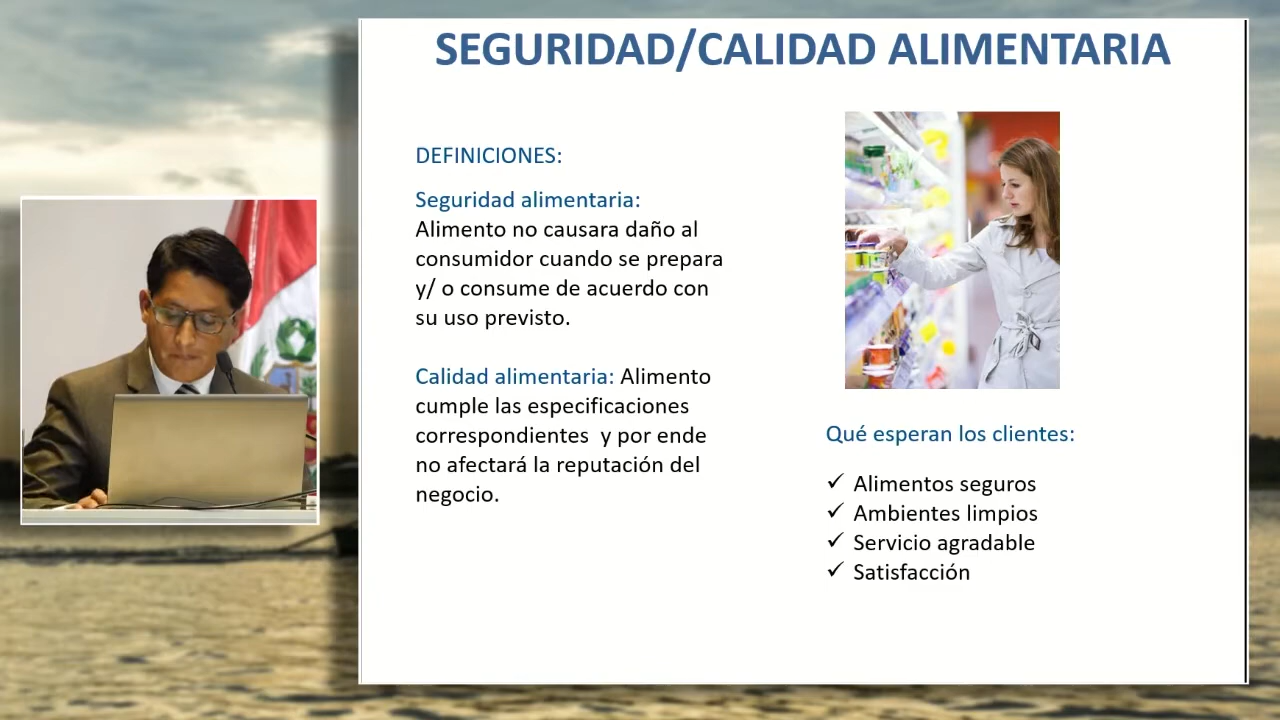 SEGURIDAD/CALIDAD ALIMENTARIA
DEFINICIONES:
Seguridad alimentaria:
Alimento no causara daño al
consumidor cuando se prepara
y/ o consume de acuerdo con
su uso previsto.
Calidad alimentaria: Alimento
cumple las especificaciones
correspondientes  y por ende
no afectará la reputación del
negocio.
Qué esperan los clientes:
✓ Alimentos seguros
✓ Ambientes limpios
✓ Servicio agradable
✓ Satisfacción